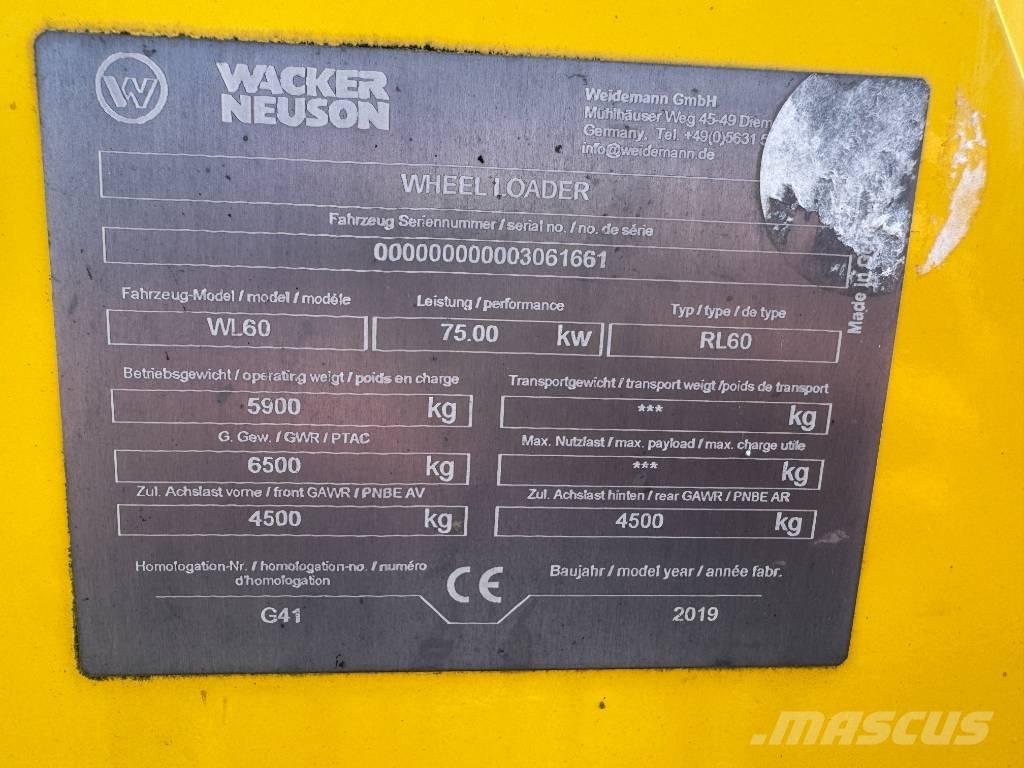 W
WACKER
NEUSON
Weidemann GmbH
Mühlhäuser Weg 45-49 Diem
Germany, Tel. +49(0)5631 5
info@weidemann.de
WHEEL LOADER
Fahrzeug Seriennummer / serial no. / no. de série
000000000003061661
Fahrzeug-Model / model / modéle
Leistung / performance
Typ / type / de type
WL60
75.00 kw
RL60
Made in G
Betriebsgewicht / operating weigt / poids en charge
Transportgewicht / transport weigt /poids de transport
5900 kg
*** kg
G. Gew. / GWR / PTAC
Max. Nutzlast / max. payload / max. charge utile
6500 kg
*** kg
Zul. Achslast vorne / front GAWR / PNBE AV
Zul. Achslast hinten / rear GAWR / PNBE AR
4500 kg
4500 kg
Homologation-Nr. / homologation-no. / numéro
d'homologation
CE
Baujahr / model year / année fabr.
G41
2019
MASCUS